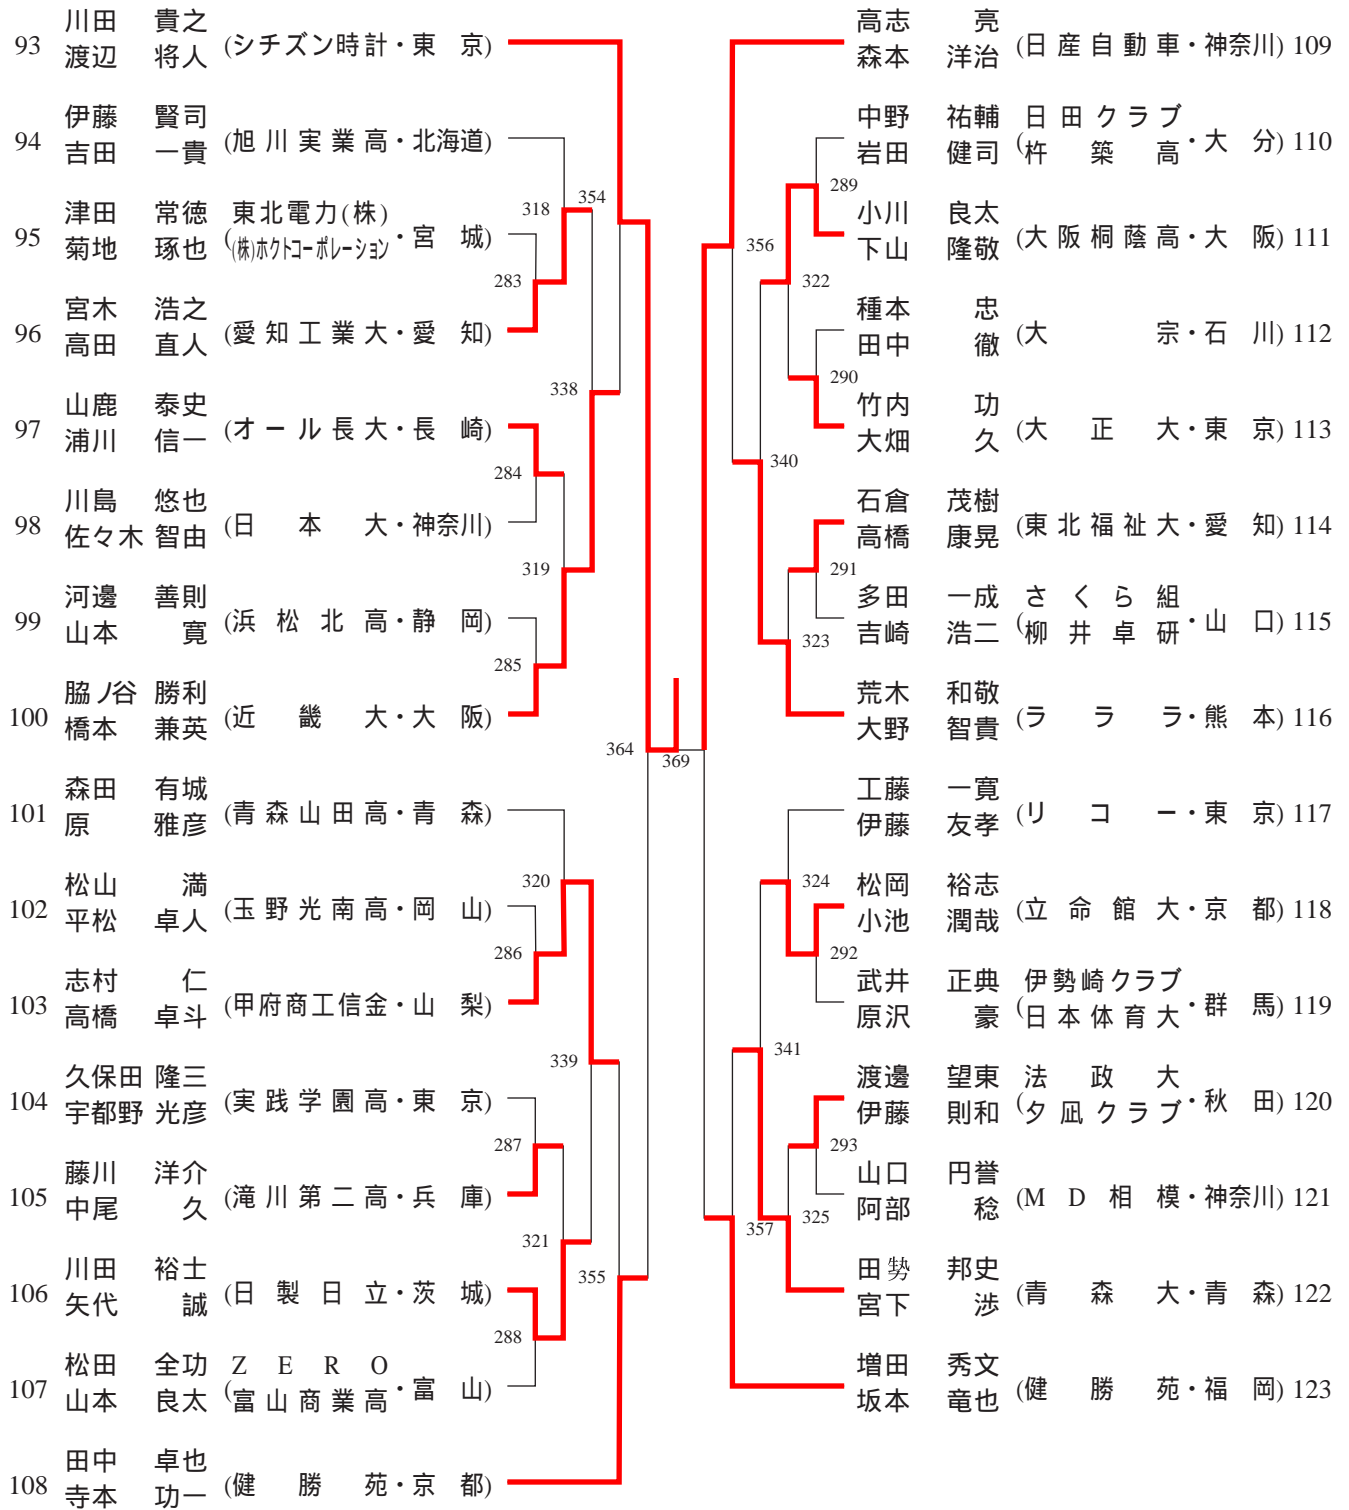 川田 貴之
93 渡辺 将人 (シチズン時計・東 京)
伊藤 賢司
94 吉田 一貴 (旭川実業高・北海道)
津田 常徳 東北電力(株)
95 菊地 琢也 ((株)ホクトコーポレーション・宮 城)
宮木 浩之
96 高田 直人 (愛知工業大・愛 知)
山鹿 泰史
97 浦川 信一 (オール長大・長 崎)
川島 悠也
98 佐々木 智由 (日本大・神奈川)
河邊 善則
99 山本 寛 (浜松北高・静 岡)
脇ノ谷 勝利
100 橋本 兼英 (近畿大・大 阪)
森田 有城
101 原 雅彦 (青森山田高・青 森)
松山 満
102 平松 卓人 (玉野光南高・岡 山)
志村 仁
103 高橋 卓斗 (甲府商工信金・山 梨)
久保田 隆三
104 宇都野 光彦 (実践学園高・東 京)
藤川 洋介
105 中尾 久 (滝川第二高・兵 庫)
川田 裕士
106 矢代 誠 (日製日立・茨 城)
松田 全功 ZERO
107 山本 良太 (富山商業高・富 山)
田中 卓也
108 寺本 功一 (健勝苑・京 都)
318
354
283
338
284
319
285
364
369
320
286
339
287
321
355
288
289
356
322
290
340
291
323
324
292
341
293
325
357
高志 亮
森本 洋治 (日産自動車・神奈川) 109
中野 祐輔 日田クラブ
岩田 健司 (杵築高・大 分) 110
小川 良太
下山 隆敬 (大阪桐蔭高・大 阪) 111
種本 忠
田中 徹 (大宗・石 川) 112
竹内 功
大畑 久 (大正大・東 京) 113
石倉 茂樹
高橋 康晃 (東北福祉大・愛 知) 114
多田 一成 さくら組
吉崎 浩二 (柳井卓研・山 口) 115
荒木 和敬
大野 智貴 (ラララ・熊 本) 116
工藤 一寛
伊藤 友孝 (リコー・東 京) 117
松岡 裕志
小池 潤哉 (立命館大・京 都) 118
武井 正典 伊勢崎クラブ
原沢 豪 (日本体育大・群 馬) 119
渡邊 望東 法政大
伊藤 則和 (夕凪クラブ・秋 田) 120
山口 円誉
阿部 稔 (MD相模・神奈川) 121
田勢 邦史
宮下 渉 (青森大・青 森) 122
増田 秀文
坂本 竜也 (健勝苑・福 岡) 123